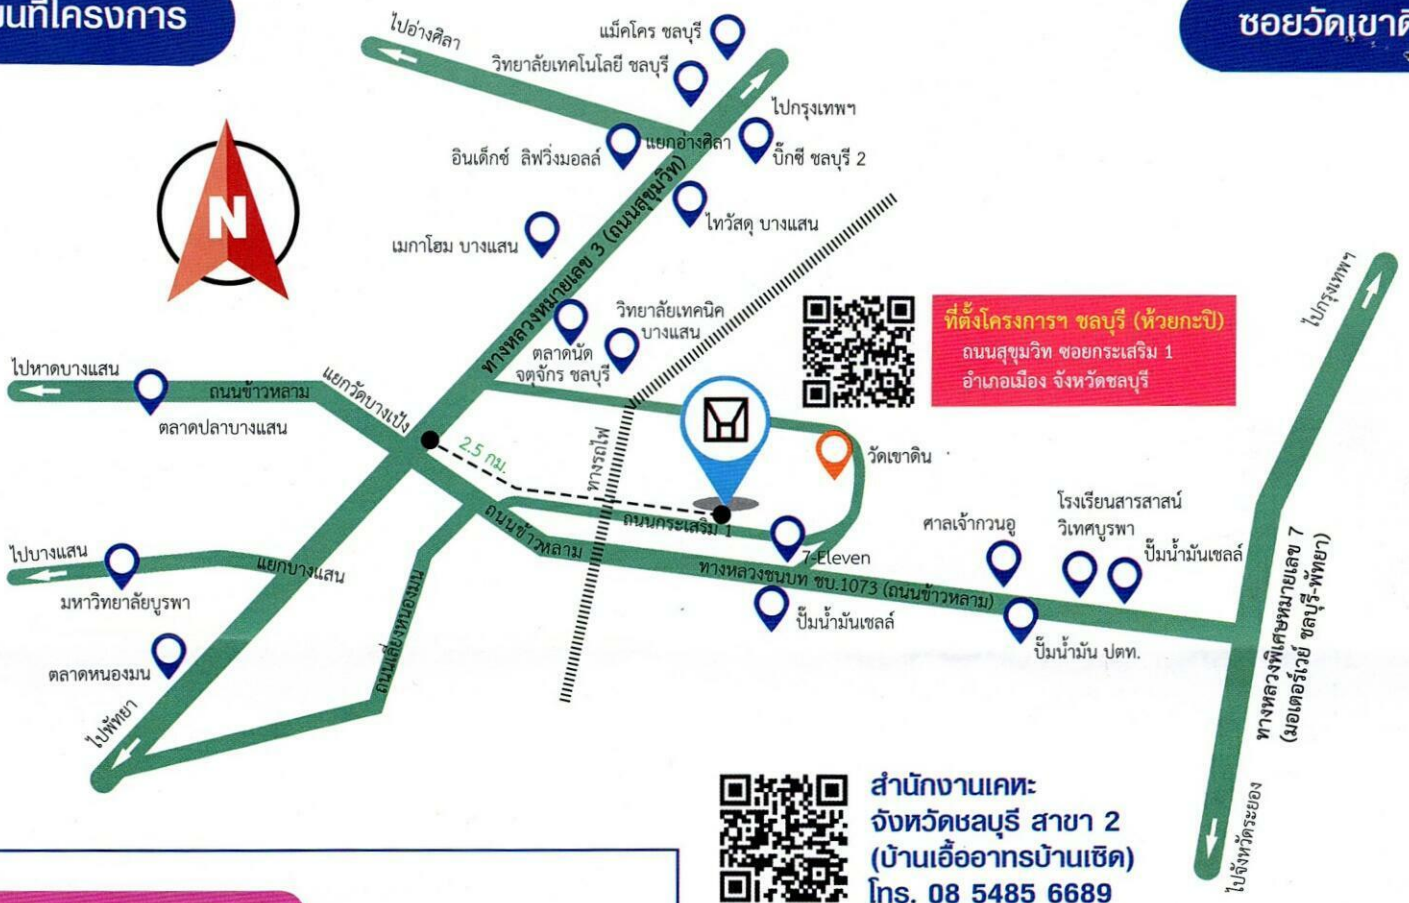 นที่โครงการ
ซอยวัดเขาดิ
ไปอ่างศิลา
แม็คโคร ชลบุรี
วิทยาลัยเทคโนโลยี ชลบุรี
ไปกรุงเทพฯ
แยกอ่างศิลา
อินเด็กซ์ ลิฟวิ่งมอลล์
บิ๊กซี ชลบุรี 2
ไทวัสดุ บางแสน
เมกาโฮม บางแสน
ทางหลวงหมายเลข 3 (ถนนสุขุมวิท)
N
วิทยาลัยเทคนิค
บางแสน
ตลาดนัด
จตุจักร ชลบุรี
ที่ตั้งโครงการฯ ชลบุรี (ห้วยกะปิ)
ถนนสุขุมวิท ซอยกระเสริม 1
อำเภอเมือง จังหวัดชลบุรี
ไปกรุงเทพฯ
ไปหาดบางแสน
ถนนข้าวหลาม
แยกวัดบางเป้ง
ตลาดปลาบางแสน
2.5 กม.
ทางรถไฟ
วัดเขาดิน
ถนนข้าวหลาม
ถนนกระเสริม 1
7-Eleven
ศาลเจ้ากวนอู
โรงเรียนสารสาสน์
วิเทศบูรพา
ปั๊มน้ำมันเชลล์
ไปบางแสน
แยกบางแสน
มหาวิทยาลัยบูรพา
ทางหลวงชนบท ชบ.1073 (ถนนข้าวหลาม)
ปั๊มน้ำมันเชลล์
ปั๊มน้ำมัน ปตท.
ถนนเลี่ยงหนองมน
ตลาดหนองมน
ไปพัทยา
ทางหลวงพิเศษหมายเลข 7
(มอเตอร์เวย์ ชลบุรี-พัทยา)
ไปจังหวัดระยอง
สำนักงานเคหะ
จังหวัดชลบุรี สาขา 2
(บ้านเอื้ออาทรบ้านเซิด)
โทร. 08 5485 6689